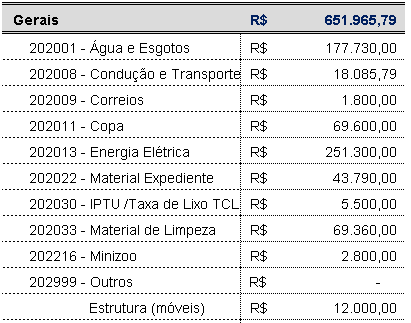 Gerais R$ 651.965,79
202001 - Água e Esgotos R$ 177.730,00
202008 - Condução e Transporte R$ 18.085,79
202009 - Correios R$ 1.800,00
202011 - Copa R$ 69.600,00
202013 - Energia Elétrica R$ 251.300,00
202022 - Material Expediente R$ 43.790,00
202030 - IPTU /Taxa de Lixo TCL R$ 5.500,00
202033 - Material de Limpeza R$ 69.360,00
202216 - Minizoo R$ 2.800,00
202999 - Outros R$ -
Estrutura (móveis) R$ 12.000,00